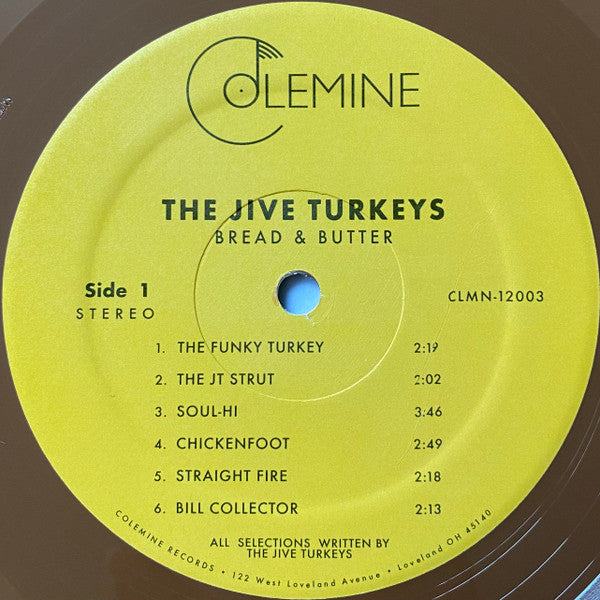 COLEMINE
THE JIVE TURKEYS
BREAD & BUTTER
Side 1
STEREO
CLMN-12003
1. THE FUNKY TURKEY 2:19
2. THE JT STRUT 2:02
3. SOUL-HI 3:46
4. CHICKENFOOT 2:49
5. STRAIGHT FIRE 2:18
6. BILL COLLECTOR 2:13
ALL SELECTIONS WRITTEN BY
THE JIVE TURKEYS
COLEMINE RECORDS • 122 West Loveland Avenue • Loveland OH 45140